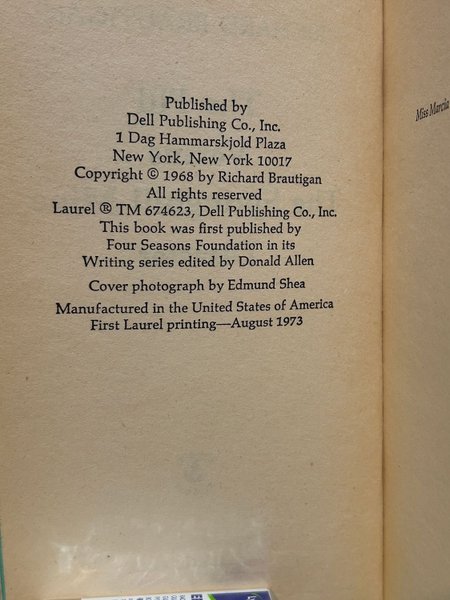 Published by
Dell Publishing Co., Inc.
1 Dag Hammarskjold Plaza
New York, New York 10017
Copyright © 1968 by Richard Brautigan
All rights reserved
Laurel ® TM 674623, Dell Publishing Co., Inc.
This book was first published by
Four Seasons Foundation in its
Writing series edited by Donald Allen
Cover photograph by Edmund Shea
Manufactured in the United States of America
First Laurel printing—August 1973
Miss Marcia